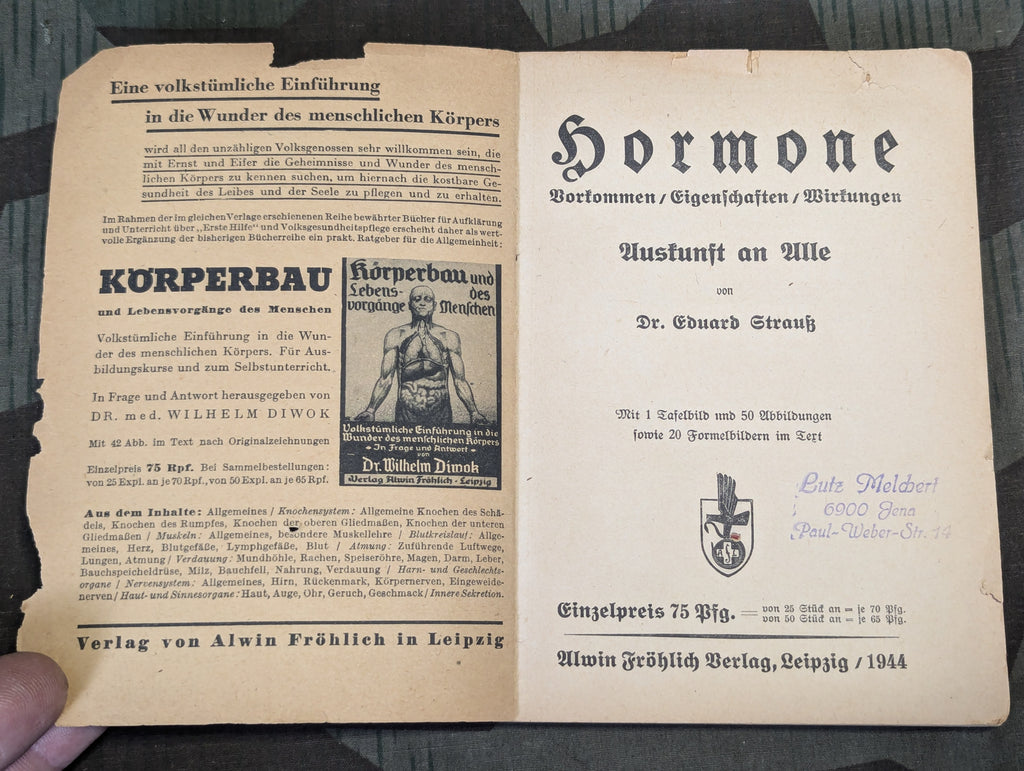 Eine volkstümliche Einführung
in die Wunder des menschlichen Körpers
wird all den unzähligen Volksgenossen sehr willkommen sein, die
mit Ernst und Eifer die Geheimnisse und Wunder des mensch-
lichen Körpers zu kennen suchen, um hiernach die kostbare Ge-
sundheit des Leibes und der Seele zu pflegen und zu erhalten.
Im Rahmen der im gleichen Verlage erschienenen Reihe bewährter Bücher für Aufklärung
und Unterricht über „Erste Hilfe“ und Volksgesundheitspflege erscheint daher als wert-
volle Ergänzung der bisherigen Bücherreihe ein prakt. Ratgeber für die Allgemeinheit:
KÖRPERBAU
und Lebensvorgänge des Menschen
Volkstümliche Einführung in die Wun-
der des menschlichen Körpers. Für Aus-
bildungskurse und zum Selbstunterricht.
In Frage und Antwort herausgegeben von
DR. med. WILHELM DIWOK
Mit 42 Abb. im Text nach Originalzeichnungen
Einzelpreis 75 Rpf. Bei Sammelbestellungen:
von 25 Expl. an je 70 Rpf., von 50 Expl. an je 65 Rpf.
Körperbau und
Lebens- des
vorgänge Menschen
Volkstümliche Einführung in die
Wunder des menschlichen Körpers
• In Frage und Antwort •
von
Dr. Wilhelm Diwok
Verlag Alwin Fröhlich - Leipzig
Aus dem Inhalte: Allgemeines / Knochensystem: Allgemeine Knochen des Schä-
dels, Knochen des Rumpfes, Knochen der oberen Gliedmaßen, Knochen der unteren
Gliedmaßen / Muskeln: Allgemeines, besondere Muskellehre / Blutkreislauf: Allge-
meines, Herz, Blutgefäße, Lymphgefäße, Blut / Atmung: Zuführende Luftwege,
Lungen, Atmung / Verdauung: Mundhöhle, Rachen, Speiseröhre, Magen, Darm, Leber,
Bauchspeicheldrüse, Milz, Bauchfell, Nahrung, Verdauung / Harn- und Geschlechts-
organe / Nervensystem: Allgemeines, Hirn, Rückenmark, Körpernerven, Eingeweide-
nerven / Haut- und Sinnesorgane: Haut, Auge, Ohr, Geruch, Geschmack / Innere Sekretion.
Verlag von Alwin Fröhlich in Leipzig
Hormone
Vorkommen / Eigenschaften / Wirkungen
Auskunft an Alle
von
Dr. Eduard Strauß
Mit 1 Tafelbild und 50 Abbildungen
sowie 20 Formelbildern im Text
Lutz Melchert
6900 Jena
Paul-Weber-Str. 14
Einzelpreis 75 Pfg. = von 25 Stück an = je 70 Pfg.
von 50 Stück an = je 65 Pfg.
Alwin Fröhlich Verlag, Leipzig / 1944